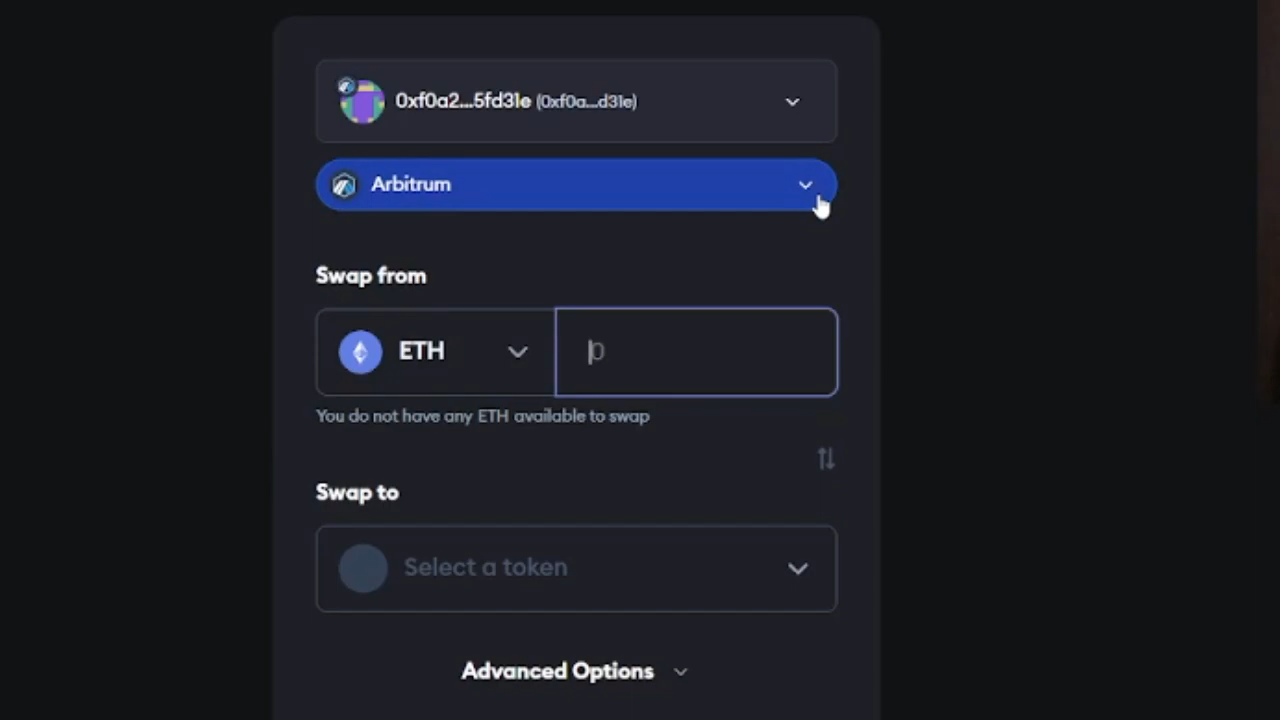 0xf0a2...5fd31e (0xf0a...d31e)
Arbitrum
Swap from
ETH
0
You do not have any ETH available to swap
Swap to
Select a token
Advanced Options